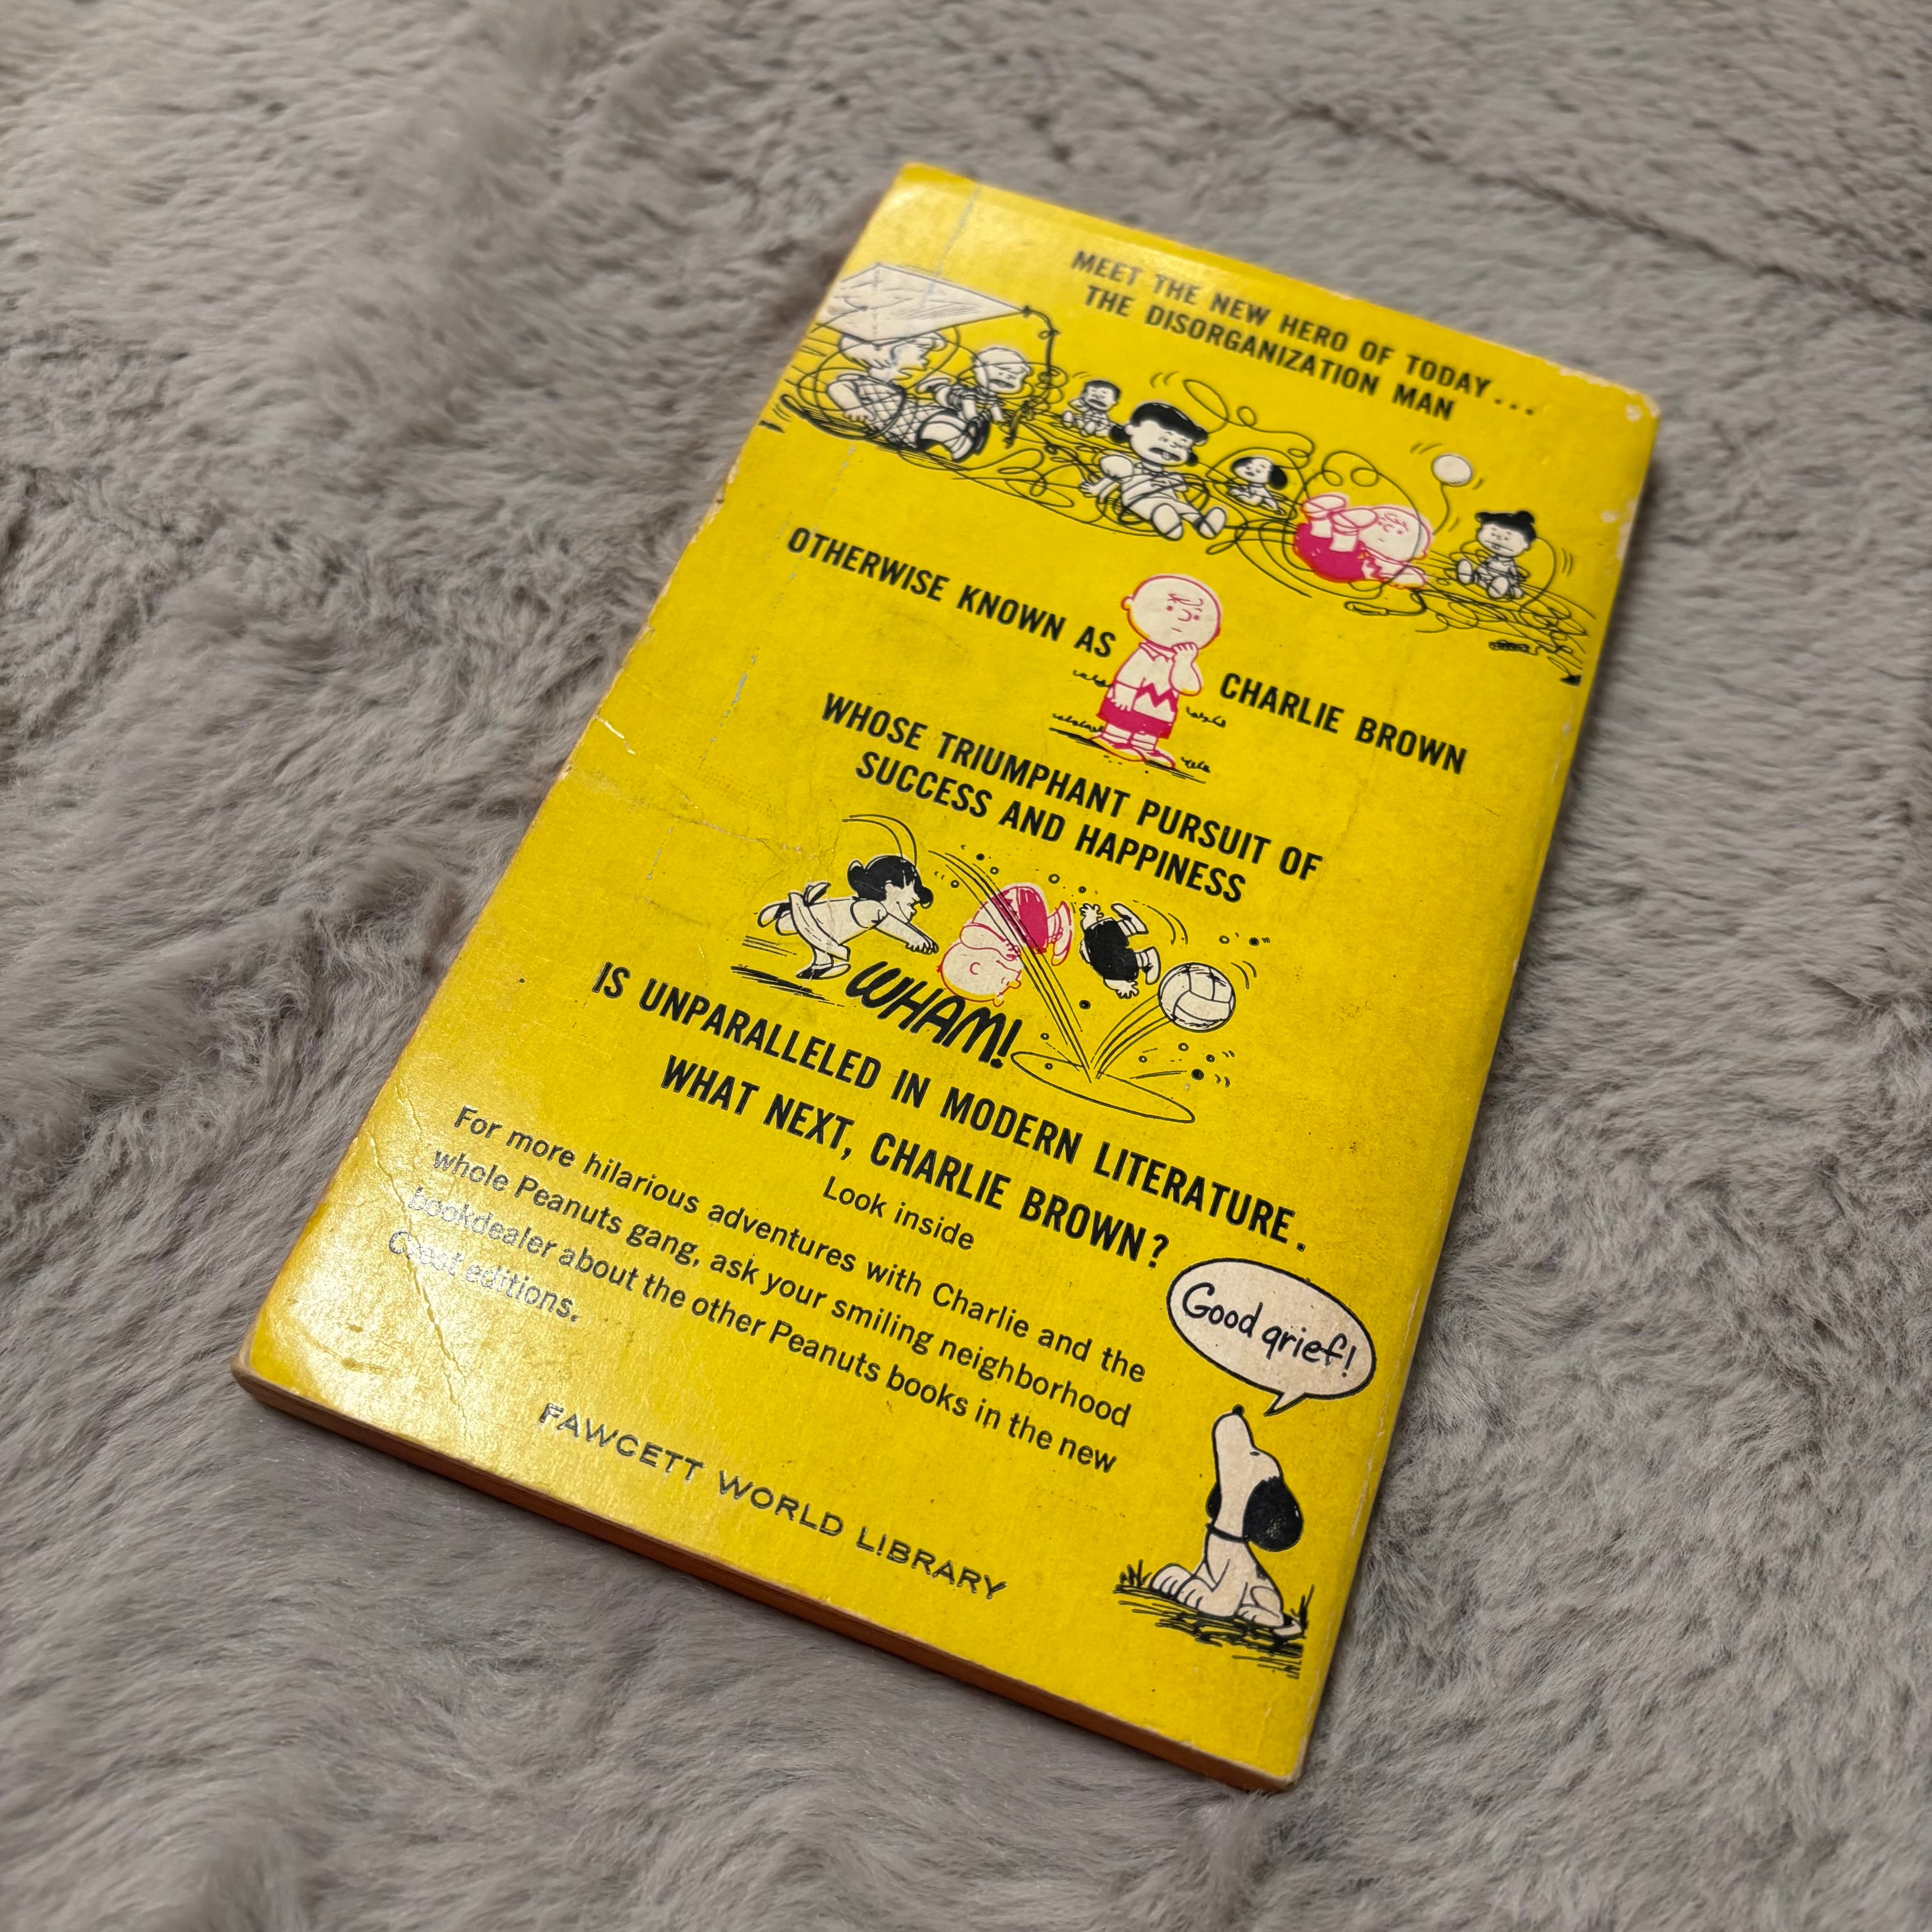 MEET THE NEW HERO OF TODAY...
THE DISORGANIZATION MAN
OTHERWISE KNOWN AS CHARLIE BROWN
WHOSE TRIUMPHANT PURSUIT OF
SUCCESS AND HAPPINESS
WHAM!
IS UNPARALLELED IN MODERN LITERATURE.
WHAT NEXT, CHARLIE BROWN?
Look inside
For more hilarious adventures with Charlie and the
whole Peanuts gang, ask your smiling neighborhood
bookdealer about the other Peanuts books in the new
Crest editions.
Good grief!
FAWCETT WORLD LIBRARY